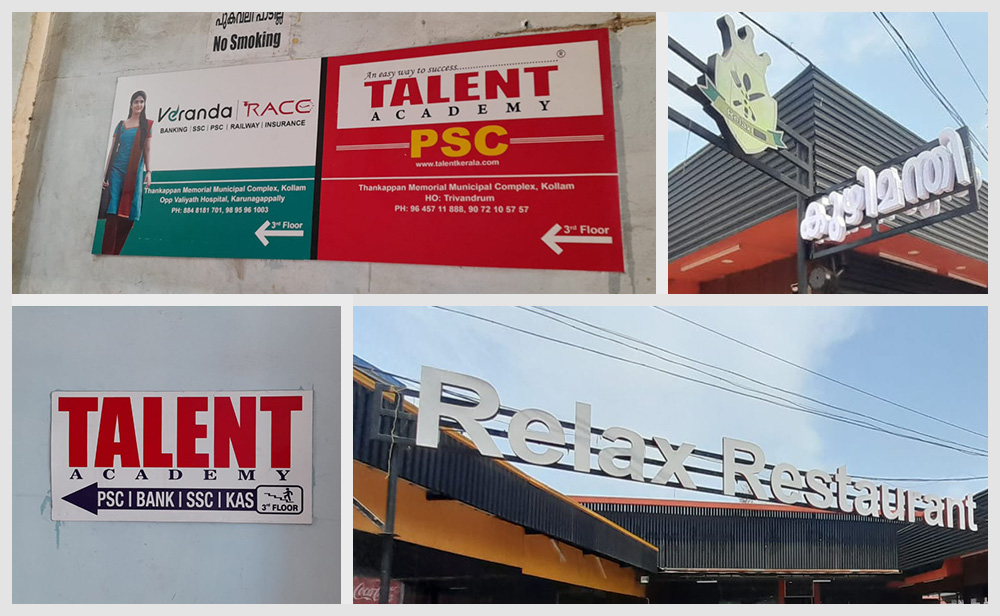 പുകവലി പാടില്ല
No Smoking
Veranda RACE
BANKING | SSC | PSC | RAILWAY | INSURANCE
Thankappan Memorial Municipal Complex, Kollam
Opp Valiyath Hospital, Karunagappally
PH: 884 8181 701, 98 95 96 1003
3rd Floor
An easy way to success......................
TALENT®
ACADEMY
PSC
www.talentkerala.com
Thankappan Memorial Municipal Complex, Kollam
HO: Trivandrum
PH: 96 457 11 888, 90 72 10 57 57
3rd Floor
കുഴിമന്തി
TALENT
ACADEMY
PSC | BANK | SSC | KAS
3rd FLOOR
Relax Restaurant
Coca-Cola